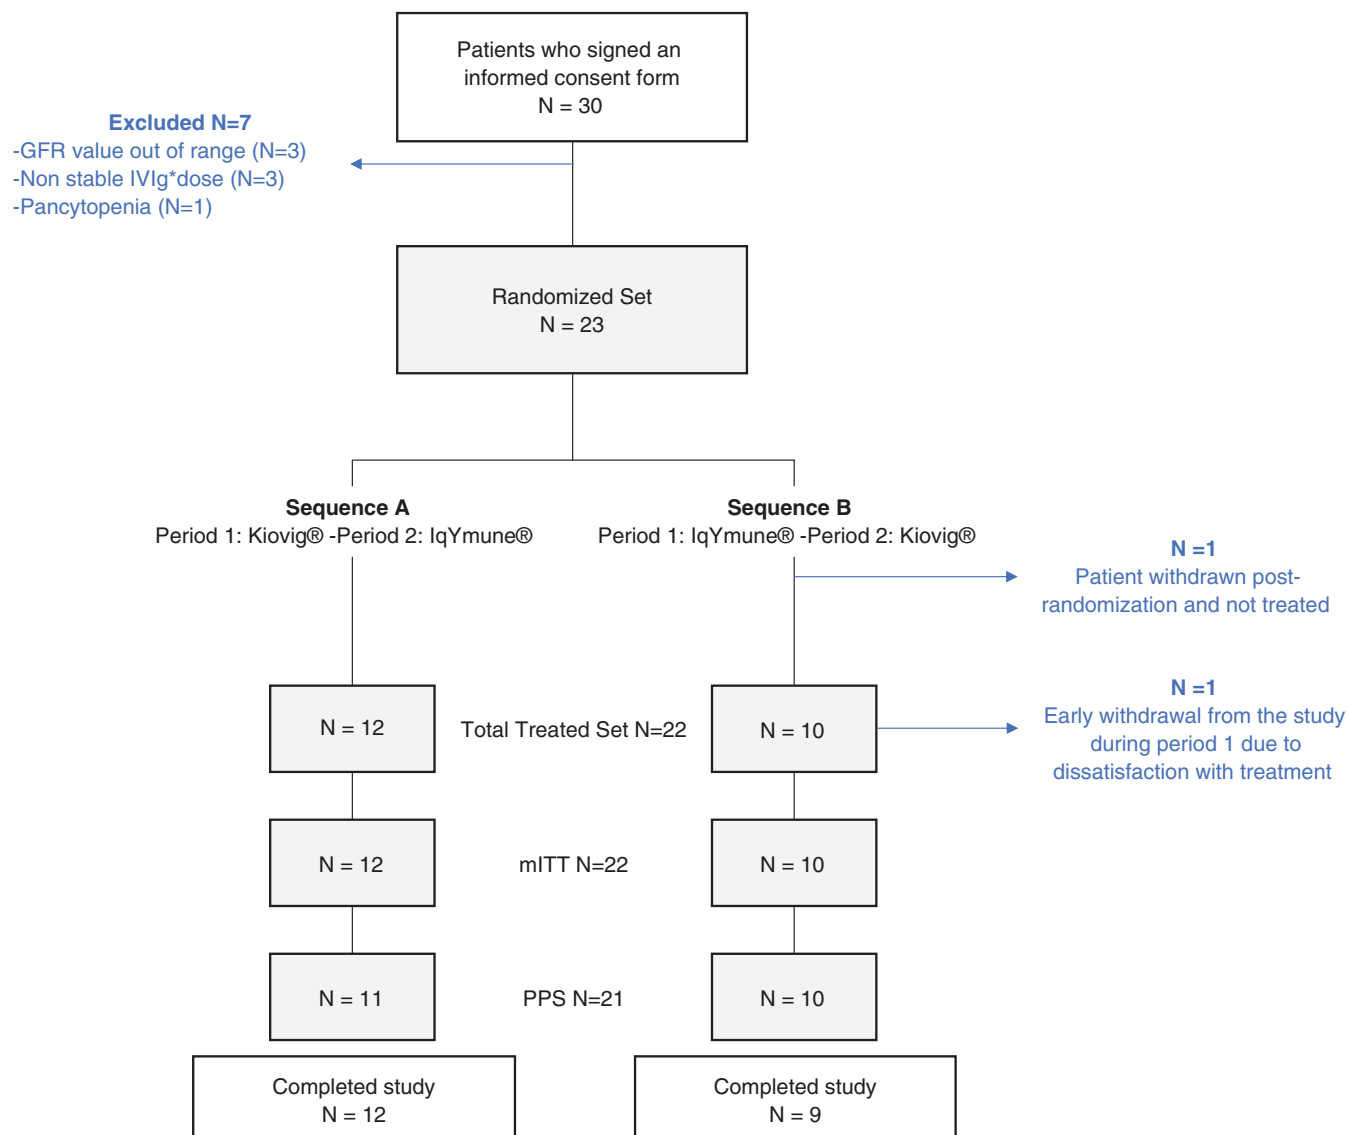 Patients who signed an
informed consent form
N = 30
Excluded N=7
-GFR value out of range (N=3)
-Non stable IVIg*dose (N=3)
-Pancytopenia (N=1)
Randomized Set
N = 23
Sequence A
Period 1: Kiovig® -Period 2: IqYmune®
Sequence B
Period 1: IqYmune® -Period 2: Kiovig®
N =1
Patient withdrawn post-
randomization and not treated
N = 12
Total Treated Set N=22
N = 10
N =1
Early withdrawal from the study
during period 1 due to
dissatisfaction with treatment
N = 12
mITT N=22
N = 10
N = 11
PPS N=21
N = 10
Completed study
N = 12
Completed study
N = 9